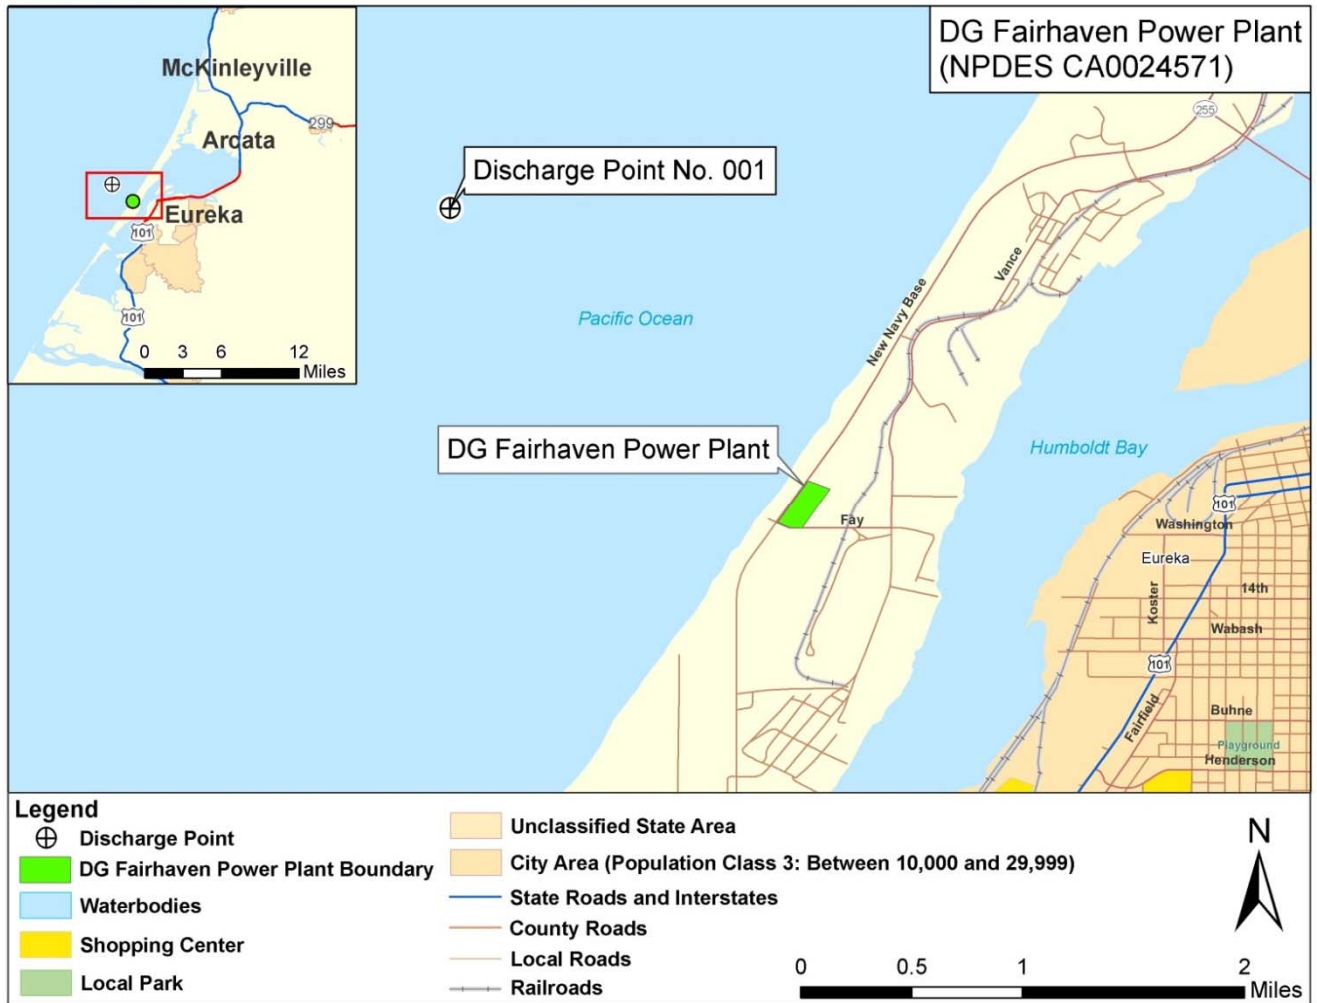 DG Fairhaven Power Plant
(NPDES CA0024571)
McKinleyville
299
Arcata
Eureka
101
101
0 3 6 12
Miles
Discharge Point No. 001
255
Vance
New Navy Base
Pacific Ocean
DG Fairhaven Power Plant
Humboldt Bay
Fay
101
Washington
Eureka
Koster
14th
Wabash
101
Fairfield
Buhne
Playground
Henderson
Legend
Discharge Point
DG Fairhaven Power Plant Boundary
Waterbodies
Shopping Center
Local Park
Unclassified State Area
City Area (Population Class 3: Between 10,000 and 29,999)
State Roads and Interstates
County Roads
Local Roads
Railroads
N
0 0.5 1 2
Miles